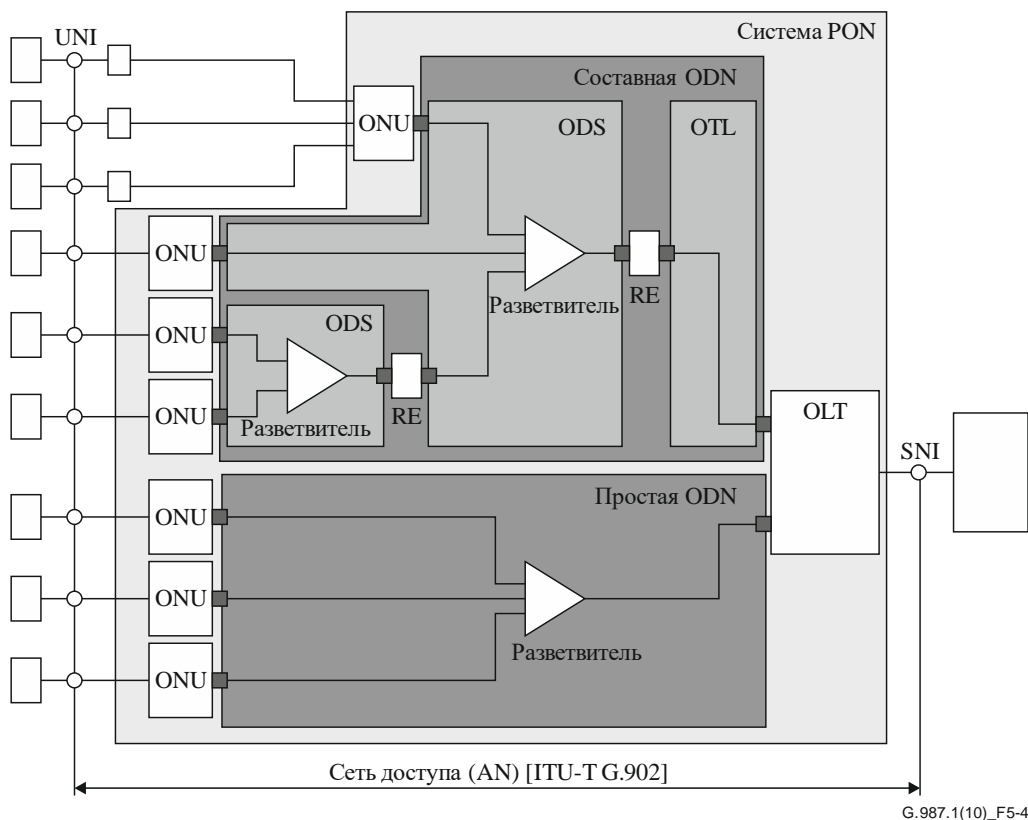 UNI
Система PON
Составная ODN
ONU
ODS
OTL
ONU
Разветвитель
RE
ONU
ODS
ONU
Разветвитель
RE
OLT
SNI
Простая ODN
ONU
ONU
Разветвитель
ONU
Сеть доступа (AN) [ITU-T G.902]
G.987.1(10)_F5-4